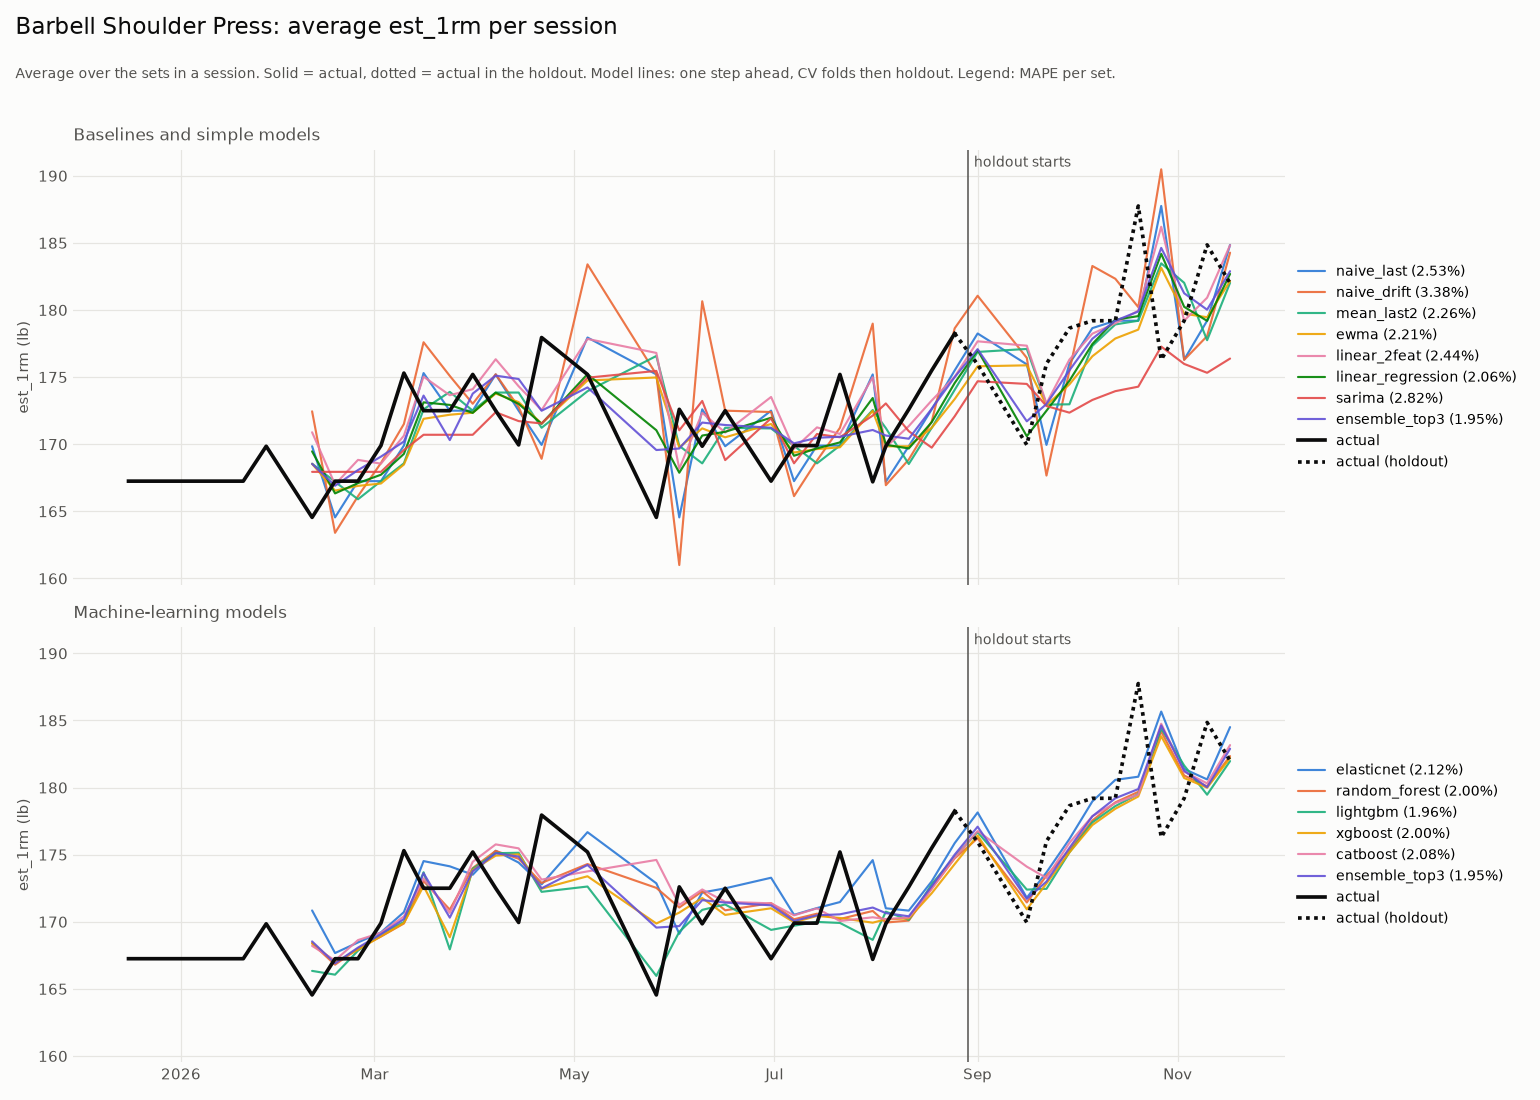 Barbell Shoulder Press: average est_1rm per session
Average over the sets in a session. Solid = actual, dotted = actual in the holdout. Model lines: one step ahead, CV folds then holdout. Legend: MAPE per set.
Baselines and simple models
holdout starts
190
185
180
175
170
165
160
est_1rm (lb)
naive_last (2.53%)
naive_drift (3.38%)
mean_last2 (2.26%)
ewma (2.21%)
linear_2feat (2.44%)
linear_regression (2.06%)
sarima (2.82%)
ensemble_top3 (1.95%)
actual
actual (holdout)
Machine-learning models
holdout starts
190
185
180
175
170
165
160
est_1rm (lb)
elasticnet (2.12%)
random_forest (2.00%)
lightgbm (1.96%)
xgboost (2.00%)
catboost (2.08%)
ensemble_top3 (1.95%)
actual
actual (holdout)
2026
Mar
May
Jul
Sep
Nov